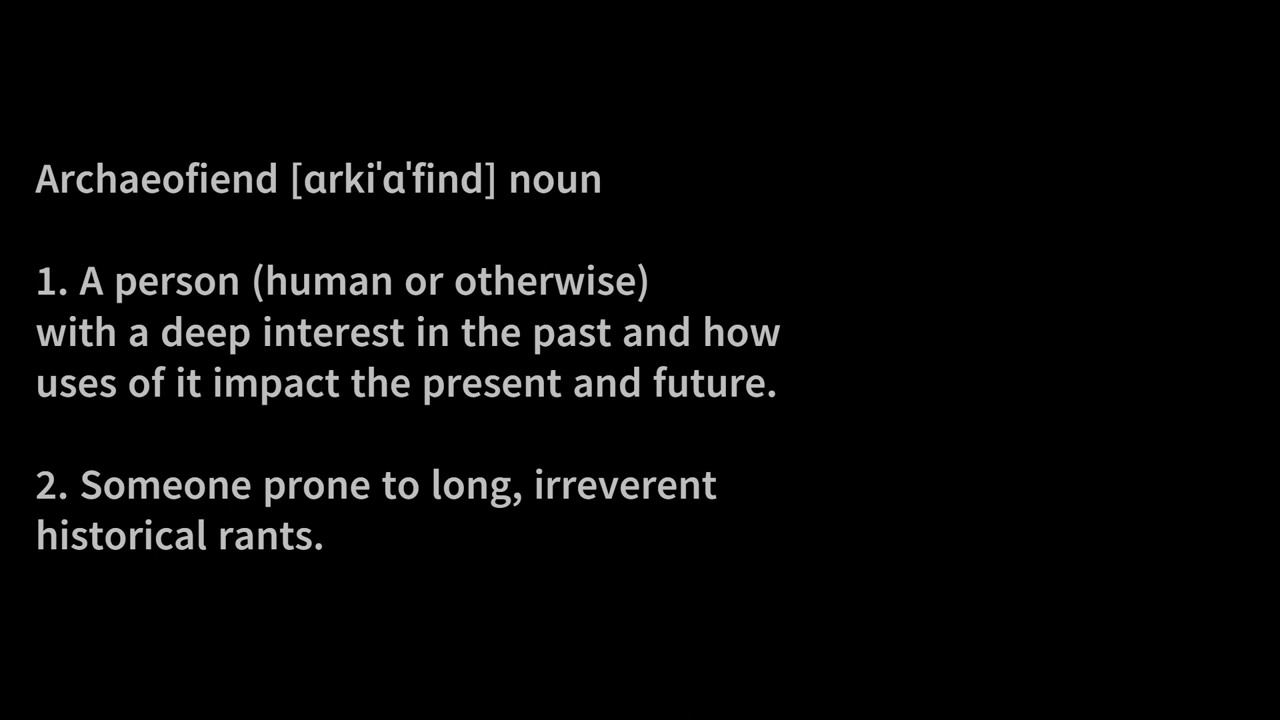 Archaeofiend [ɑrkiˈɑˈfind] noun
1. A person (human or otherwise)
with a deep interest in the past and how
uses of it impact the present and future.
2. Someone prone to long, irreverent
historical rants.